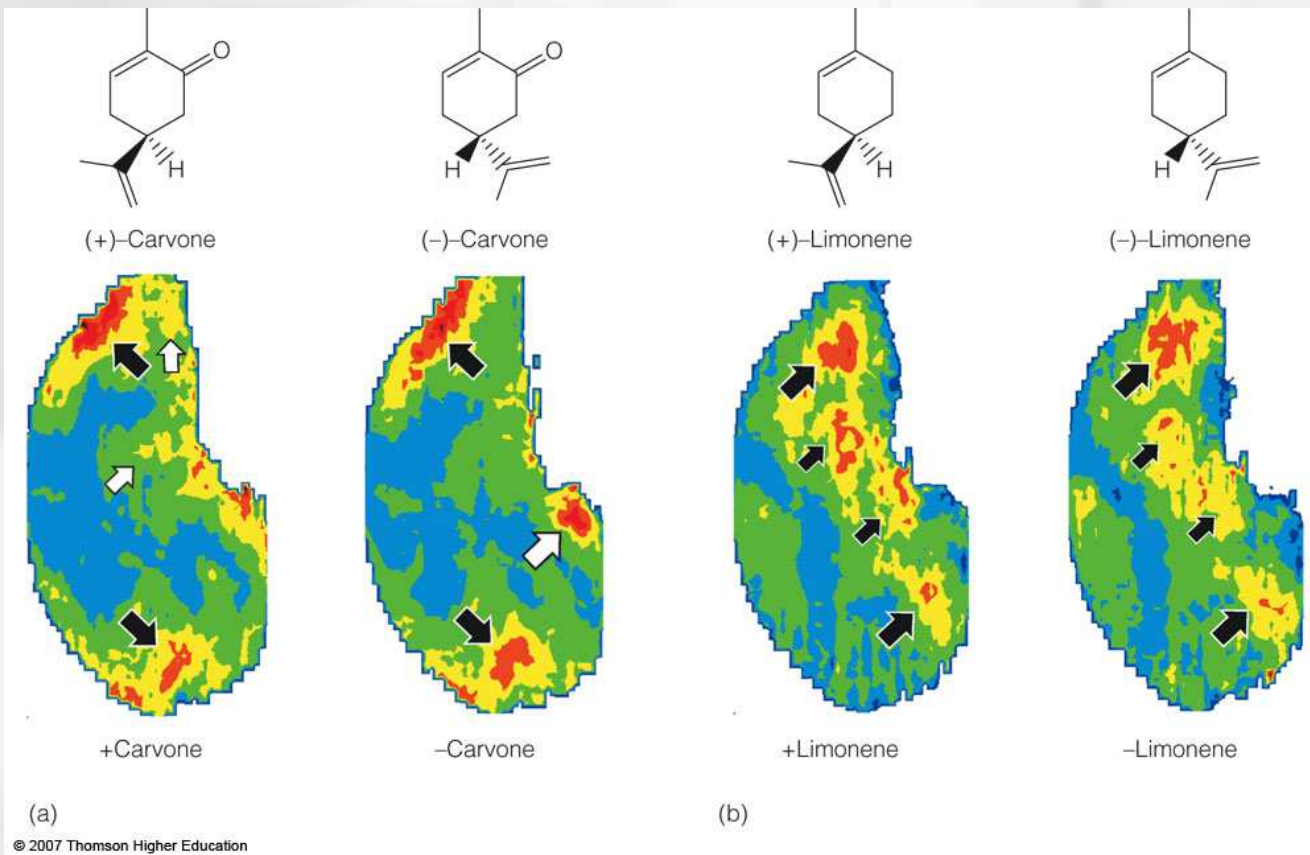 O
O
H
H
H
H
(+)–Carvone
(–)–Carvone
(+)–Limonene
(–)–Limonene
+Carvone
–Carvone
+Limonene
–Limonene
(a)
(b)
© 2007 Thomson Higher Education